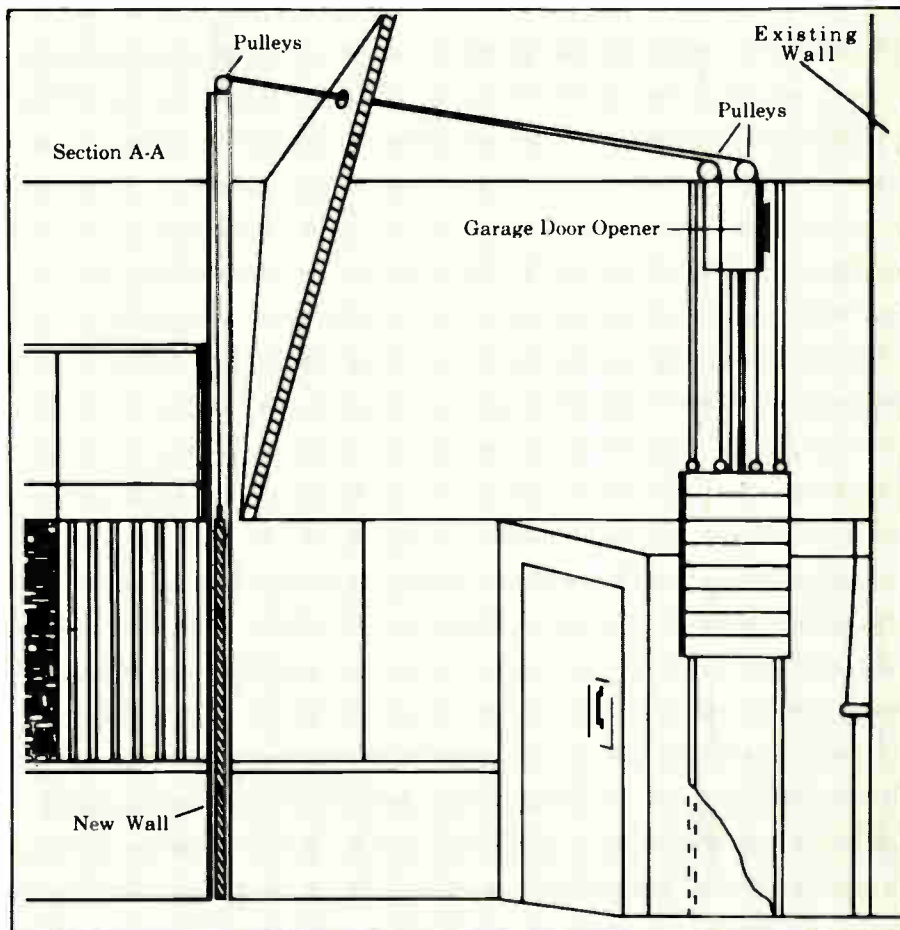 Pulleys
Existing
Wall
Pulleys
Section A-A
Garage Door Opener
New Wall